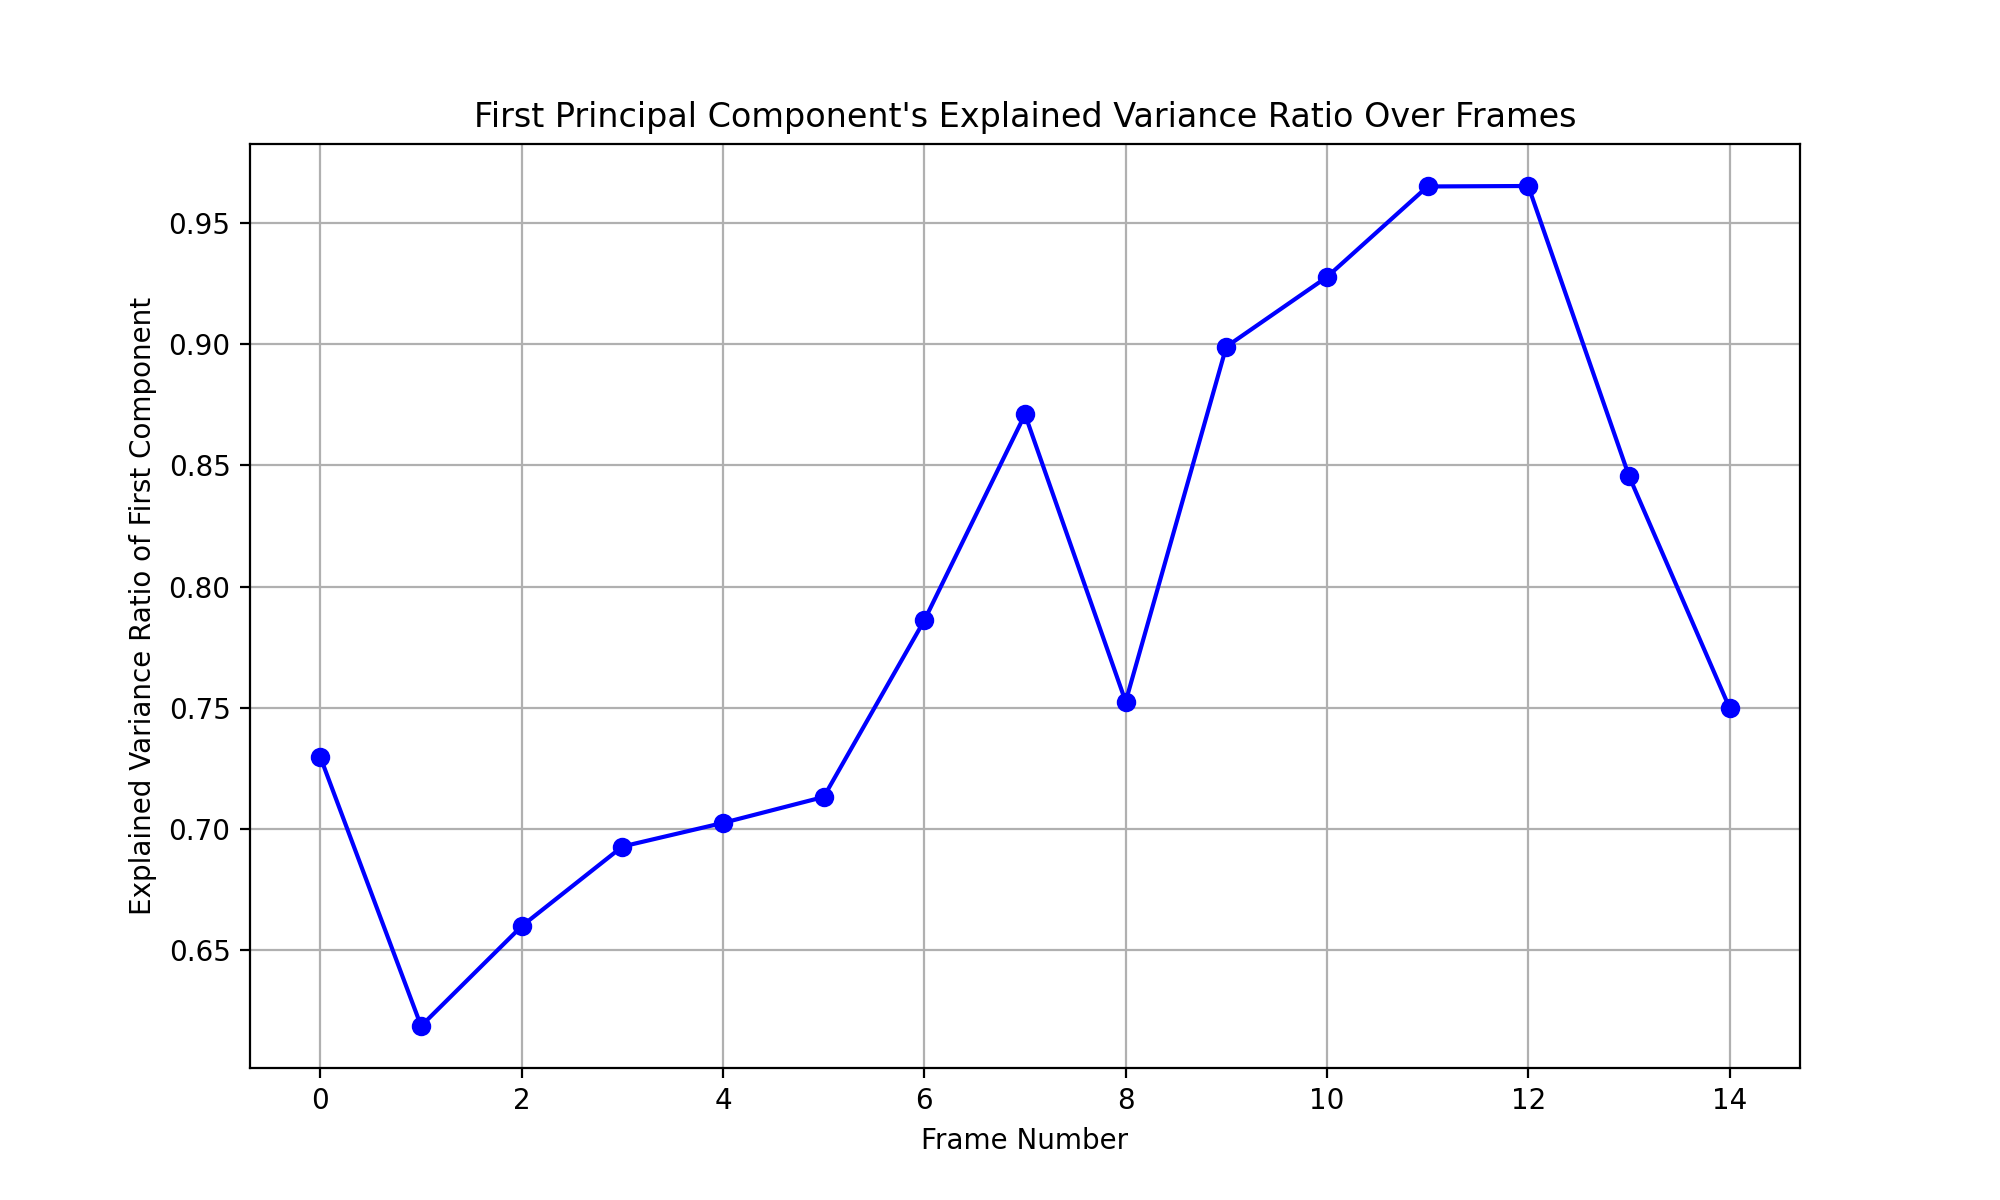 First Principal Component's Explained Variance Ratio Over Frames
Explained Variance Ratio of First Component
0.95
0.90
0.85
0.80
0.75
0.70
0.65
0 2 4 6 8 10 12 14
Frame Number